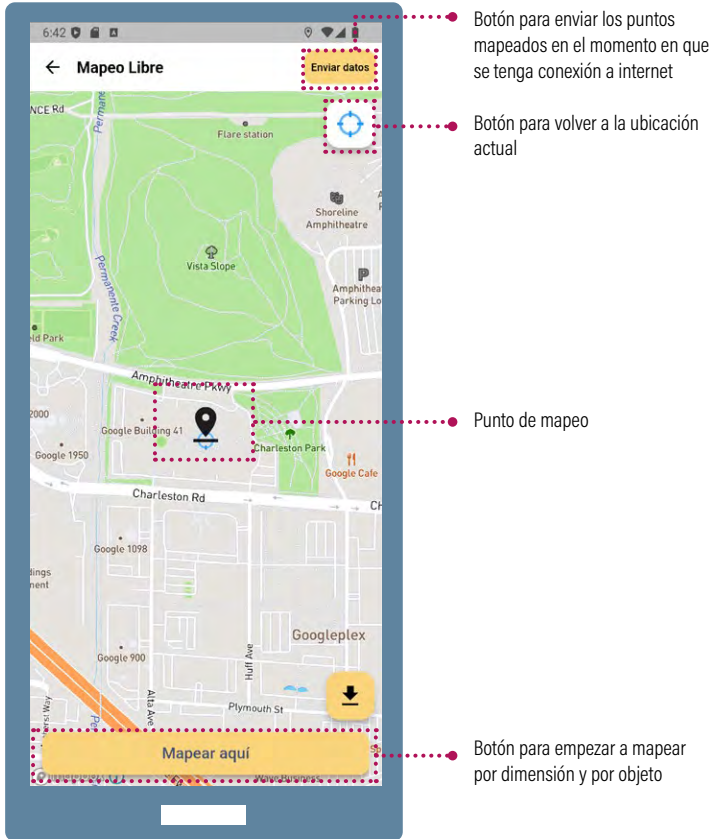 6:42
Mapeo Libre
Enviar datos
Botón para enviar los puntos
mapeados en el momento en que
se tenga conexión a internet
Botón para volver a la ubicación
actual
NCE Rd
Permane
Flare station
Shoreline
Amphitheatre
Vista Slope
Permanente Creek
P
Amphithea
Parking Lo
ld Park
Amphitheatre Pkwy
Punto de mapeo
2000
Google Building 41
Charleston Park
Google 1950
Google Cafe
Charleston Rd
Ch
Google 1098
dings
ment
Googleplex
Google 900
Huff Ave
Alta Ave
Plymouth St
Pe
Mapear aquí
Botón para empezar a mapear
por dimensión y por objeto